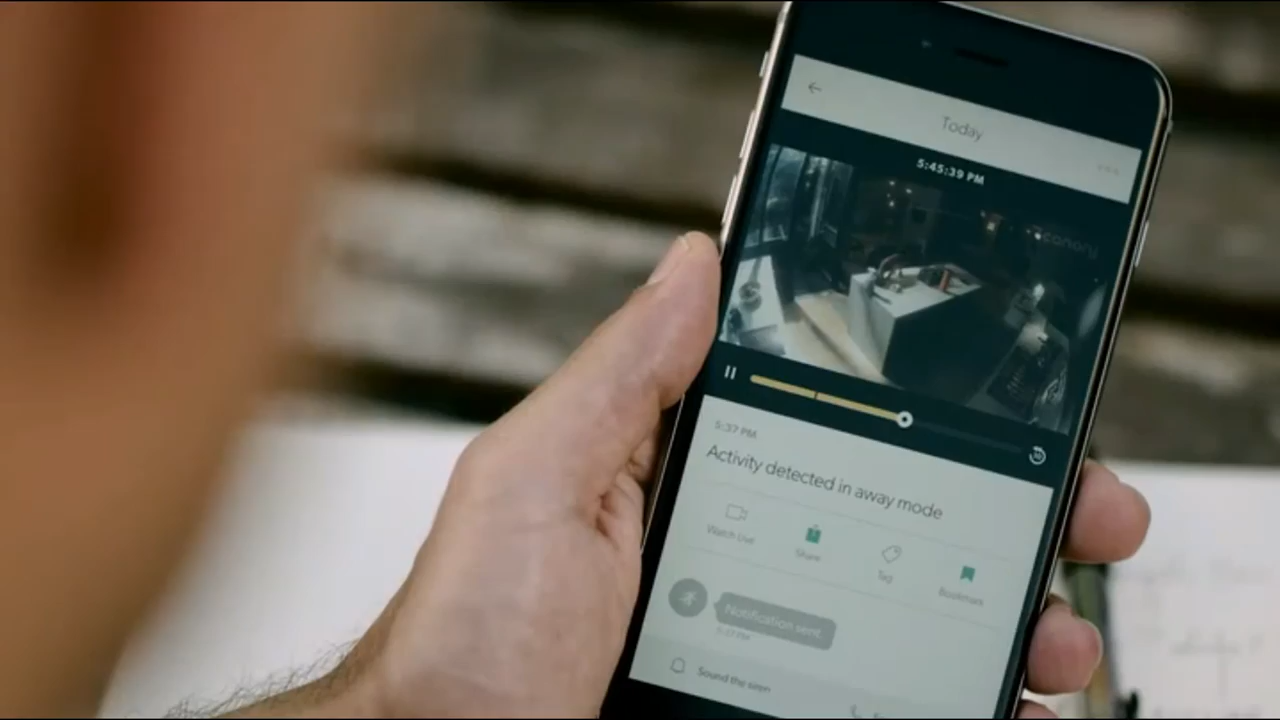 Today
5:45:39 PM
canary
10
5:37 PM
Activity detected in away mode
Watch Live
Share
Tag
Bookmark
Notification sent.
5:37 PM
Sound the siren